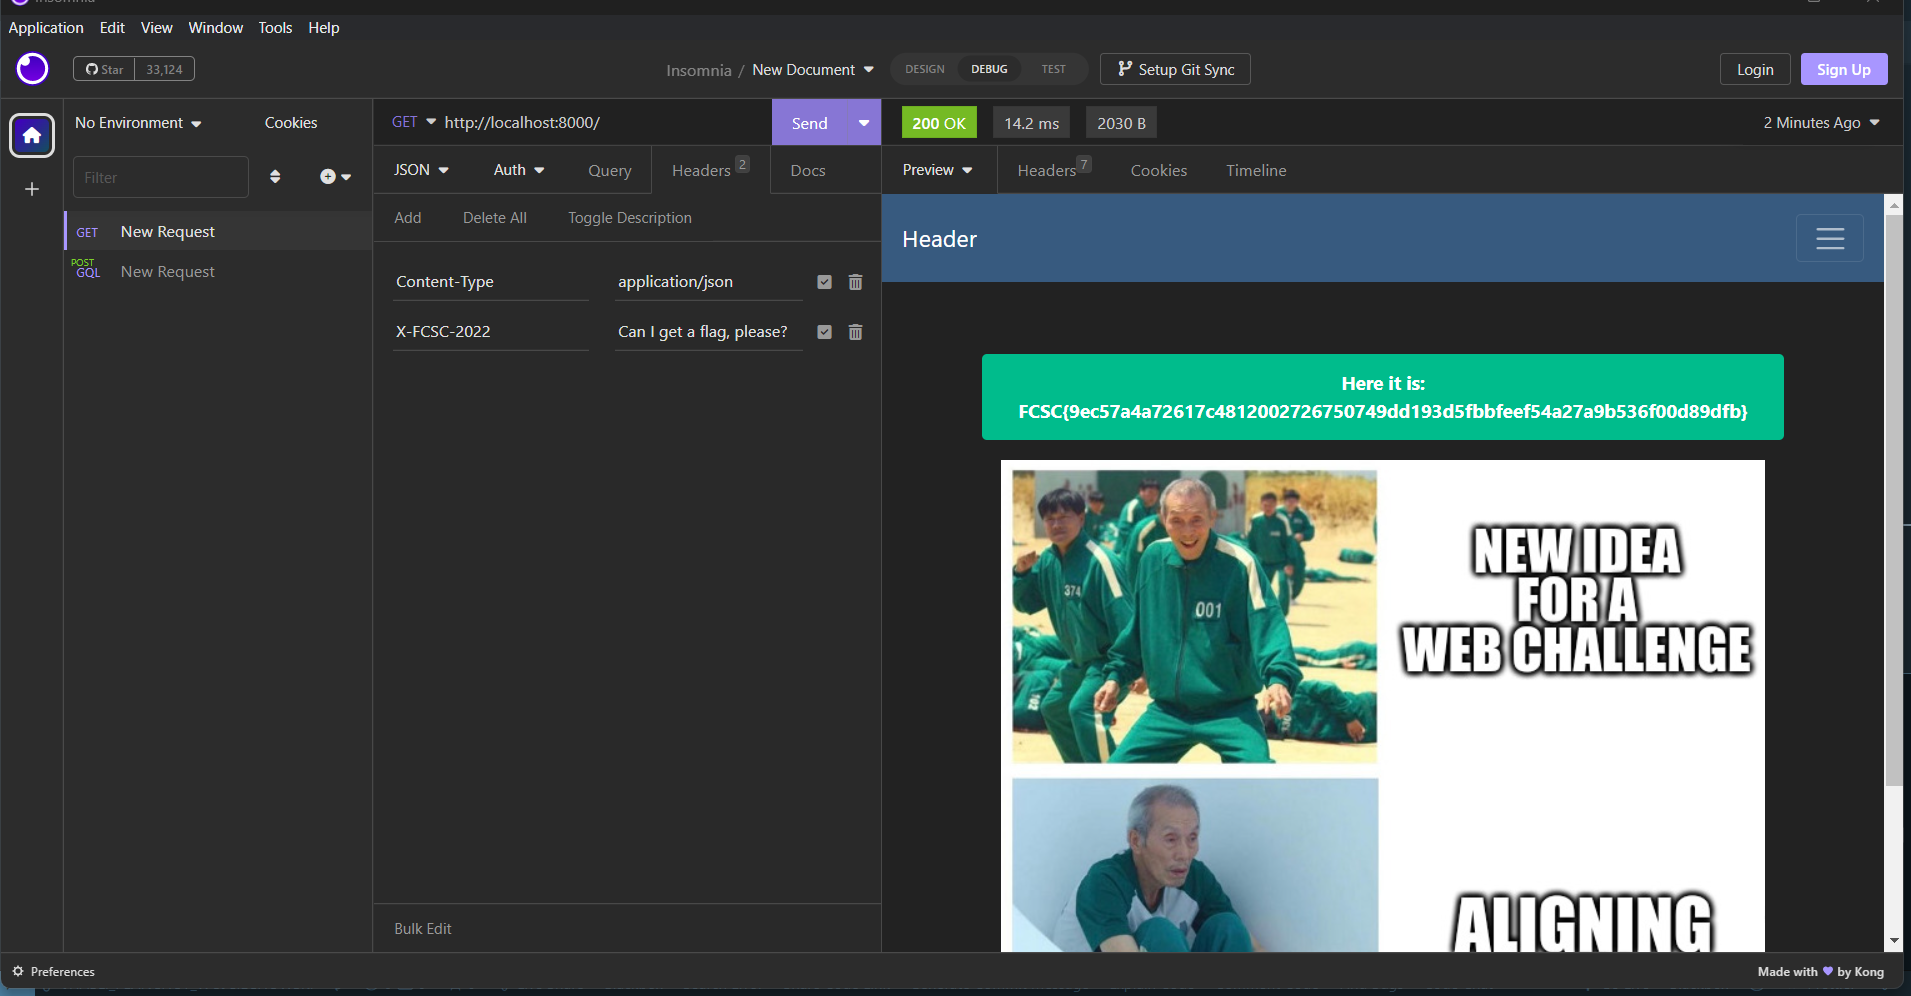 Insomnia
Application Edit View Window Tools Help
Star 33,124
Insomnia / New Document
DESIGN DEBUG TEST
Setup Git Sync
Login
Sign Up
No Environment
Cookies
GET http://localhost:8000/
Send
200 OK
14.2 ms
2030 B
2 Minutes Ago
Filter
JSON Auth Query Headers 2 Docs
Preview Headers 7 Cookies Timeline
Add Delete All Toggle Description
GET New Request
POST
GQL New Request
Content-Type application/json
X-FCSC-2022 Can I get a flag, please?
Header
Here it is:
FCSC{9ec57a4a72617c4812002726750749dd193d5fbbfeef54a27a9b536f00d89dfb}
374
001
NEW IDEA
FOR A
WEB CHALLENGE
ALIGNING
Bulk Edit
Preferences
Made with by Kong